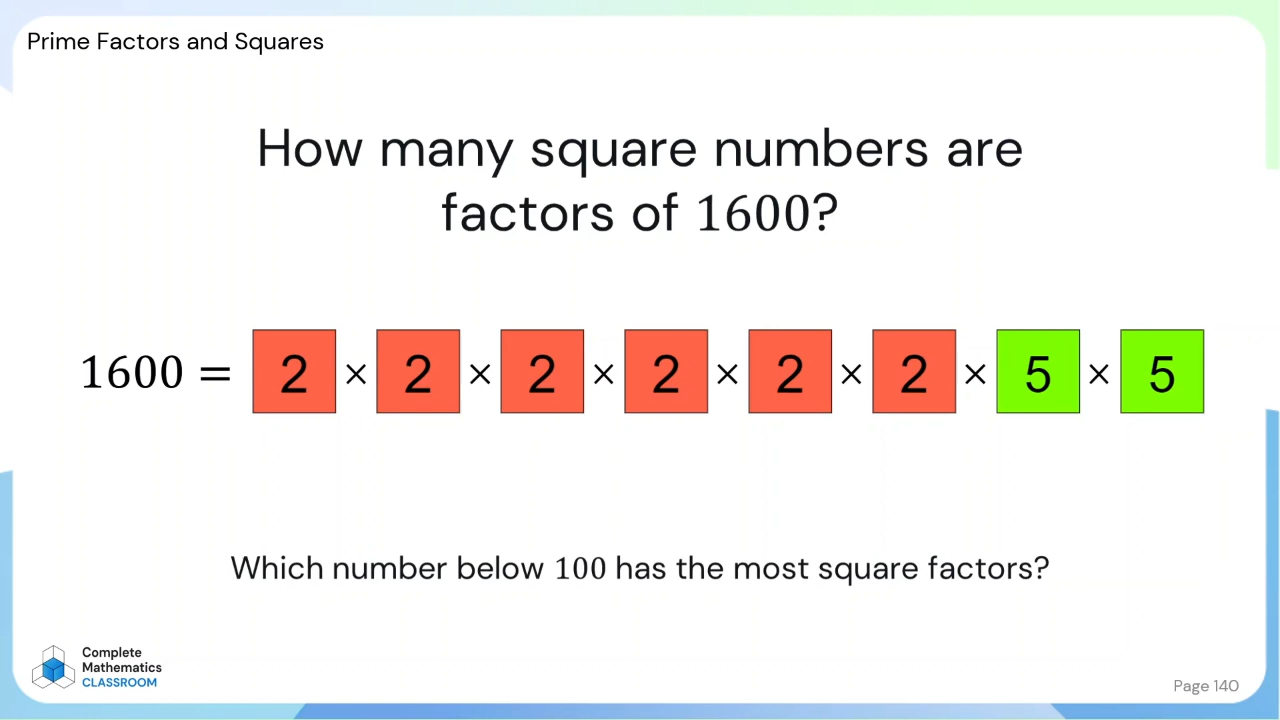 Prime Factors and Squares
How many square numbers are
factors of 1600?
1600 = 2 × 2 × 2 × 2 × 2 × 2 × 5 × 5
Which number below 100 has the most square factors?
Complete
Mathematics
CLASSROOM
Page 140